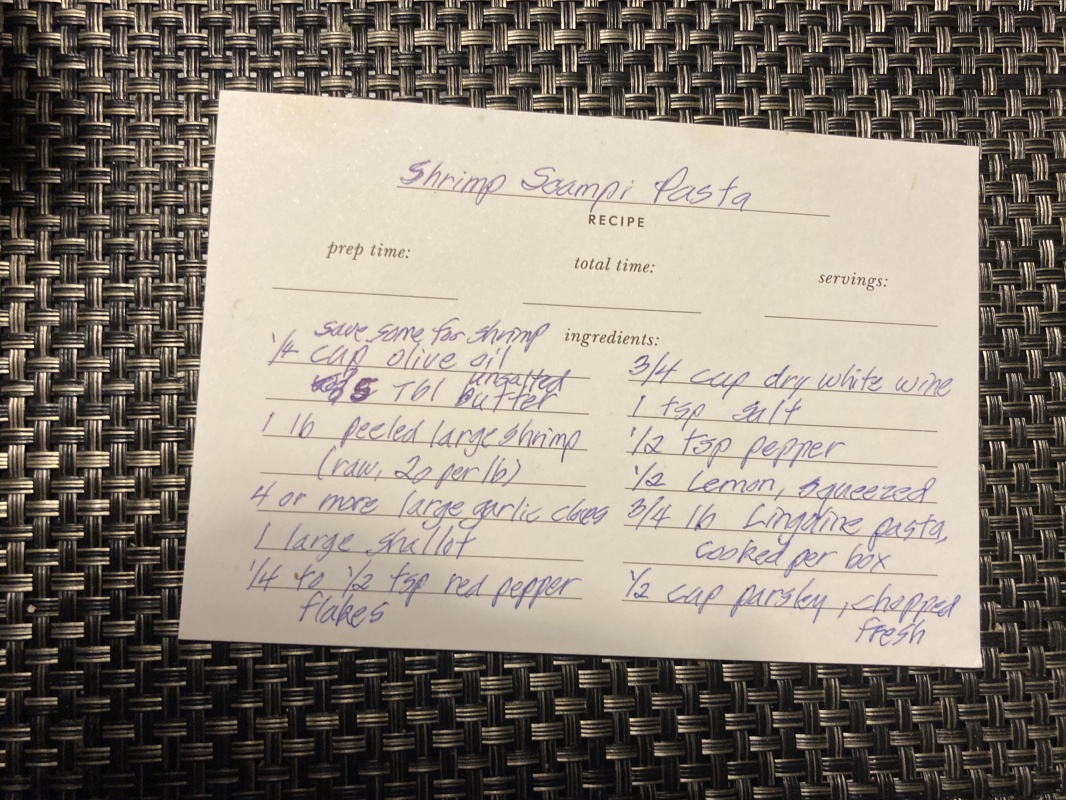 Shrimp Scampi Pasta
RECIPE
prep time:
total time:
servings:
ingredients:
save some for shrimp
1/4 cup olive oil
5 Tbl unsalted butter
1 lb peeled large shrimp
(raw, 20 per lb)
4 or more large garlic cloves
1 large shallot
1/4 to 1/2 tsp red pepper
flakes
3/4 cup dry white wine
1 tsp salt
1/2 tsp pepper
1/2 Lemon, squeezed
3/4 lb Linguine pasta,
cooked per box
1/2 cup parsley, chopped
fresh